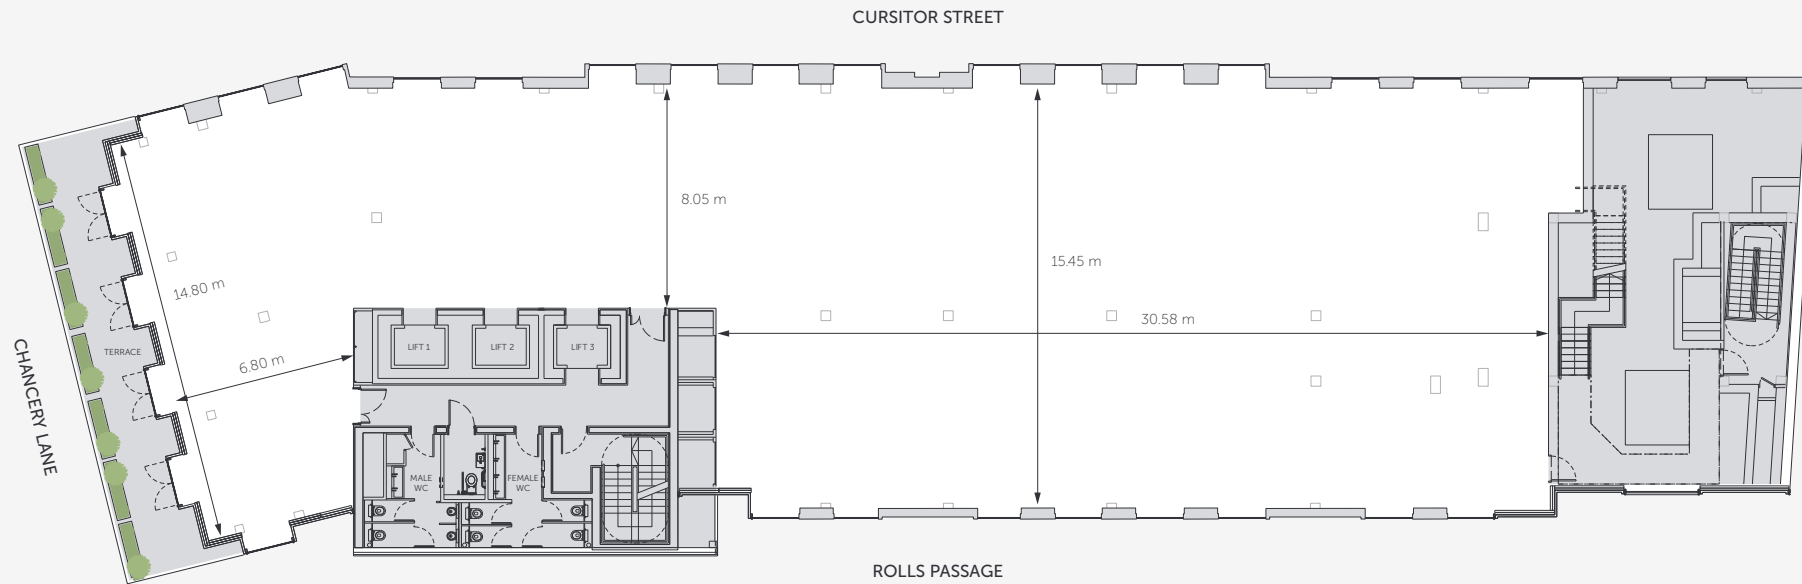 CURSITOR STREET
8.05 m
15.45 m
14.80 m
30.58 m
CHANCERY LANE
TERRACE
6.80 m
LIFT 1
LIFT 2
LIFT 3
MALE
WC
FEMALE
WC
ROLLS PASSAGE